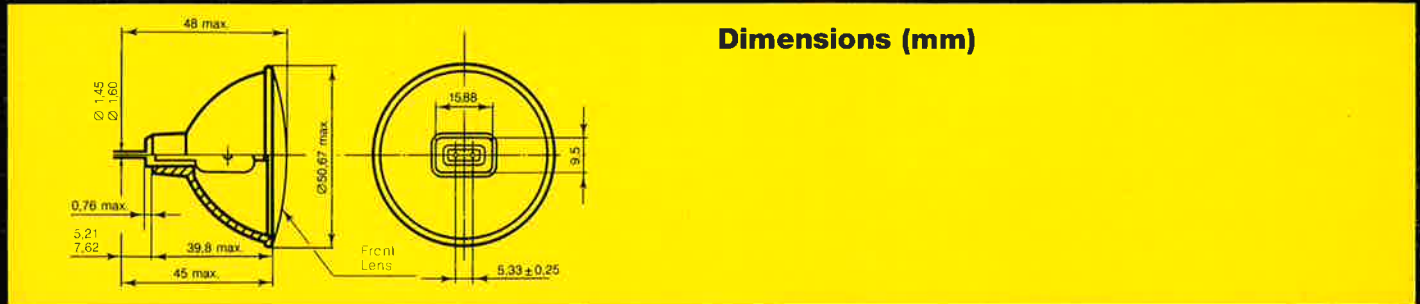 Dimensions (mm)
48 max.
Ø 1,45
Ø 1,60
Ø50,67 max.
0,76 max.
5,21
7,62
39,8 max.
45 max.
Front
Lens
15,88
9,5
5,33 ± 0,25